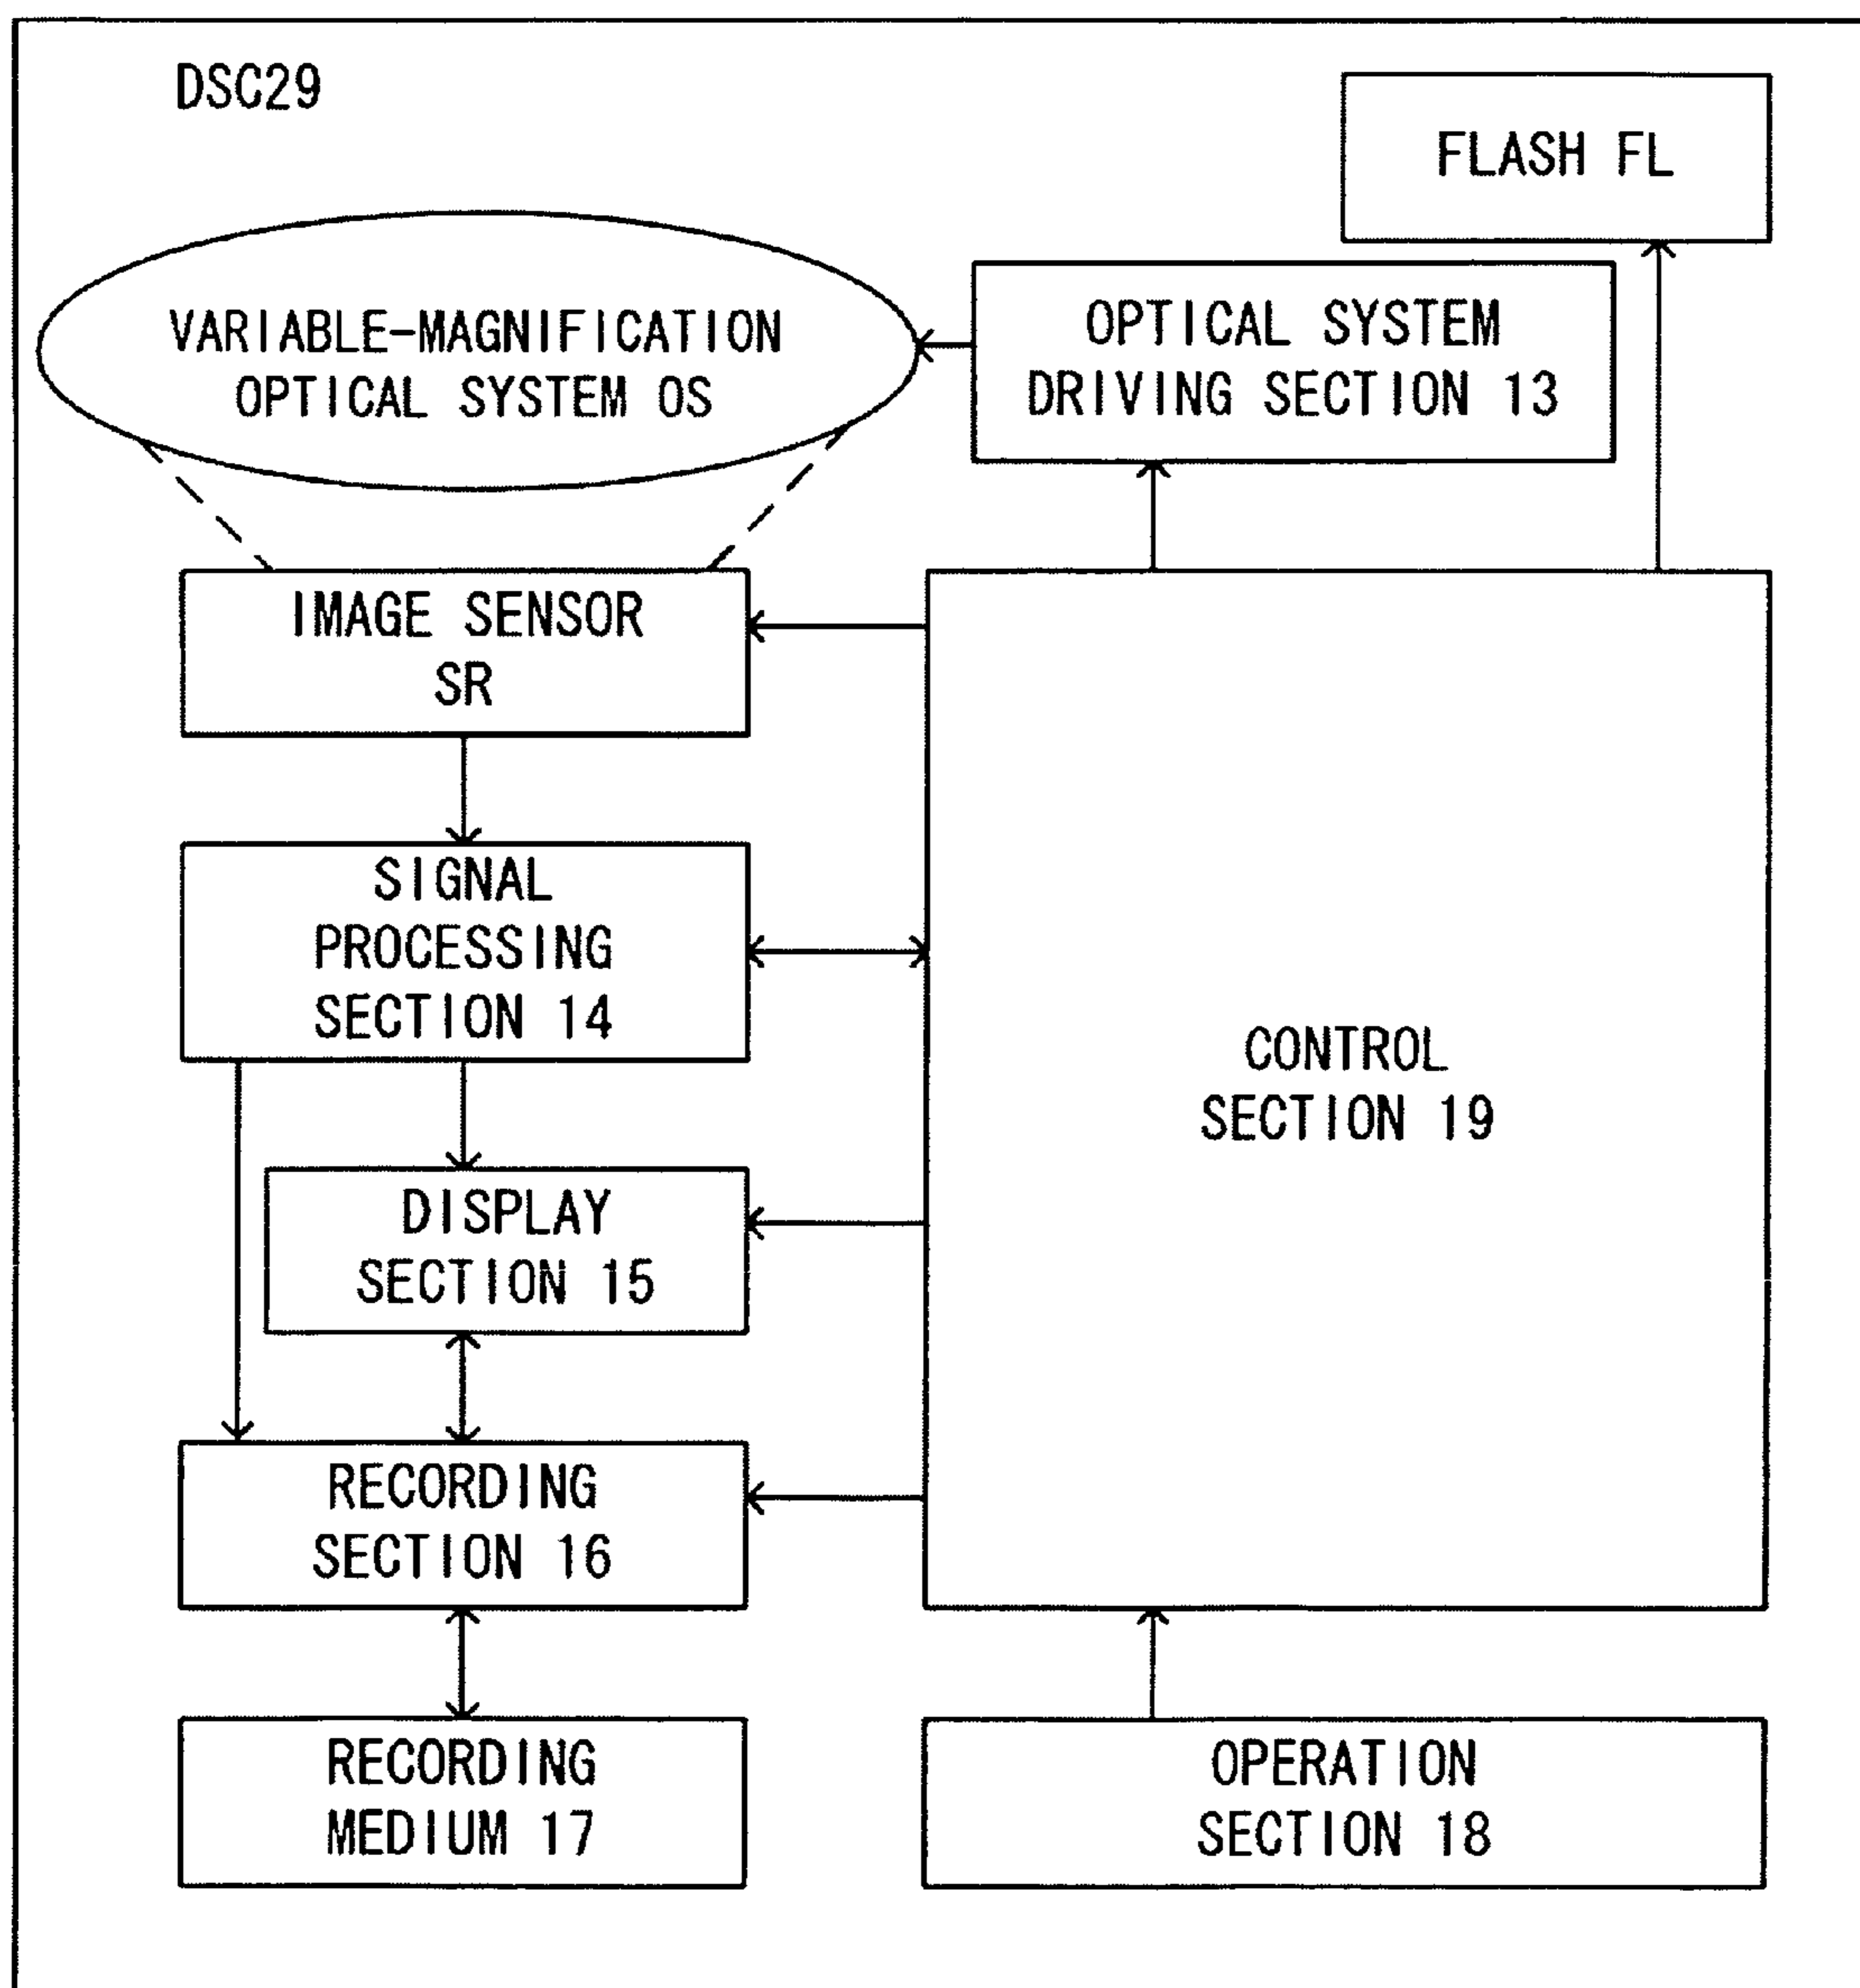 DSC29
FLASH FL
VARIABLE-MAGNIFICATION
OPTICAL SYSTEM OS
OPTICAL SYSTEM
DRIVING SECTION 13
IMAGE SENSOR
SR
SIGNAL
PROCESSING
SECTION 14
CONTROL
SECTION 19
DISPLAY
SECTION 15
RECORDING
SECTION 16
RECORDING
MEDIUM 17
OPERATION
SECTION 18